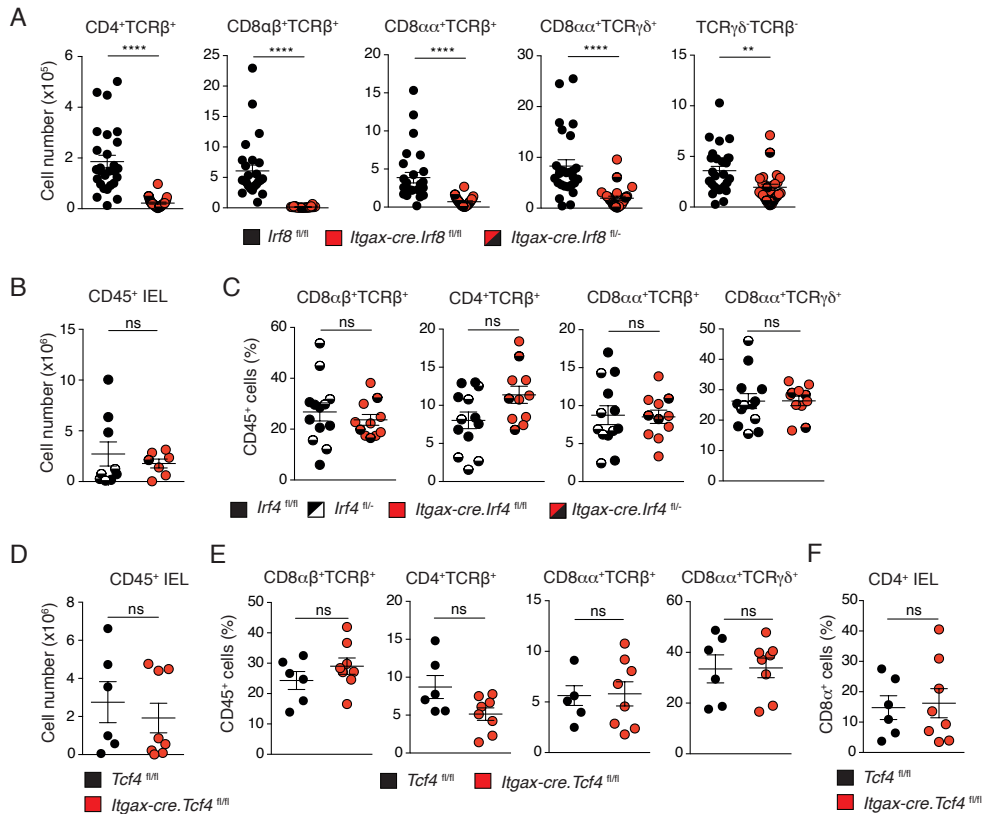 A
CD4⁺TCRβ⁺
CD8αβ⁺TCRβ⁺
CD8αα⁺TCRβ⁺
CD8αα⁺TCRγδ⁺
TCRγδ⁻TCRβ⁻
Cell number (x10⁵)
6
4
2
0
****
25
20
15
10
5
0
****
20
15
10
5
0
****
30
20
10
0
****
15
10
5
0
**
Irf8 fl/fl
Itgax-cre.Irf8 fl/fl
Itgax-cre.Irf8 fl/-
B
CD45⁺ IEL
Cell number (x10⁶)
15
10
5
0
ns
C
CD8αβ⁺TCRβ⁺
CD4⁺TCRβ⁺
CD8αα⁺TCRβ⁺
CD8αα⁺TCRγδ⁺
CD45⁺ cells (%)
60
40
20
0
ns
20
15
10
5
0
ns
20
15
10
5
0
ns
50
40
30
20
10
0
ns
Irf4 fl/fl
Irf4 fl/-
Itgax-cre.Irf4 fl/fl
Itgax-cre.Irf4 fl/-
D
CD45⁺ IEL
Cell number (x10⁶)
8
6
4
2
0
ns
Tcf4 fl/fl
Itgax-cre.Tcf4 fl/fl
E
CD8αβ⁺TCRβ⁺
CD4⁺TCRβ⁺
CD8αα⁺TCRβ⁺
CD8αα⁺TCRγδ⁺
CD45⁺ cells (%)
50
40
30
20
10
0
ns
20
15
10
5
0
ns
15
10
5
0
ns
60
40
20
0
ns
Tcf4 fl/fl
Itgax-cre.Tcf4 fl/fl
F
CD4⁺ IEL
CD8α⁺ cells (%)
50
40
30
20
10
0
ns
Tcf4 fl/fl
Itgax-cre.Tcf4 fl/fl